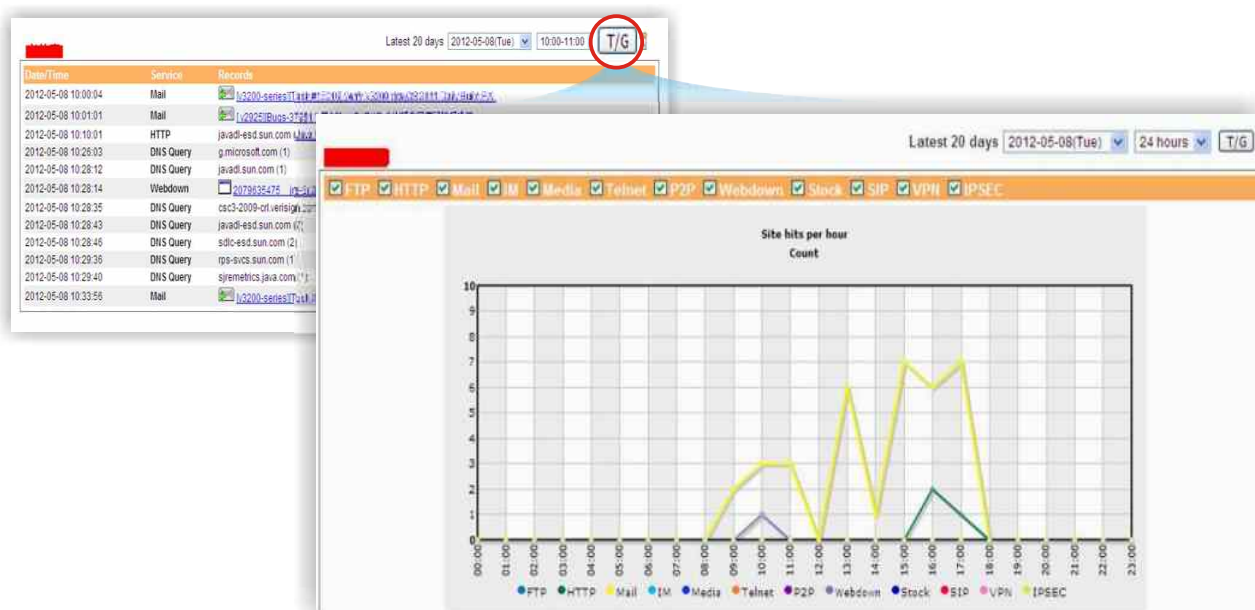 Latest 20 days 2012-05-08(Tue) 10:00-11:00 T/G
Date/Time Service Records
2012-05-08 10:00:04 Mail
2012-05-08 10:01:01 Mail
2012-05-08 10:10:01 HTTP javadl-esd.sun.com
2012-05-08 10:26:03 DNS Query g.microsoft.com (1)
2012-05-08 10:28:12 DNS Query javadl.sun.com (1)
2012-05-08 10:28:14 Webdown 2079635475
2012-05-08 10:28:35 DNS Query
2012-05-08 10:28:43 DNS Query javadl-esd.sun.com
2012-05-08 10:28:46 DNS Query sdlc-esd.sun.com (2)
2012-05-08 10:29:36 DNS Query rps-svcs.sun.com (1
2012-05-08 10:29:40 DNS Query sjremetrics.java.com
2012-05-08 10:33:56 Mail
Latest 20 days 2012-05-08(Tue) 24 hours T/G
FTP HTTP Mail IM Media Telnet P2P Webdown Stock SIP VPN IPSEC
Site hits per hour
Count
10
9
8
7
6
5
4
3
2
1
0
00:00 01:00 02:00 03:00 04:00 05:00 06:00 07:00 08:00 09:00 10:00 11:00 12:00 13:00 14:00 15:00 16:00 17:00 18:00 19:00 20:00 21:00 22:00 23:00
FTP HTTP Mail IM Media Telnet P2P Webdown Stock SIP VPN IPSEC